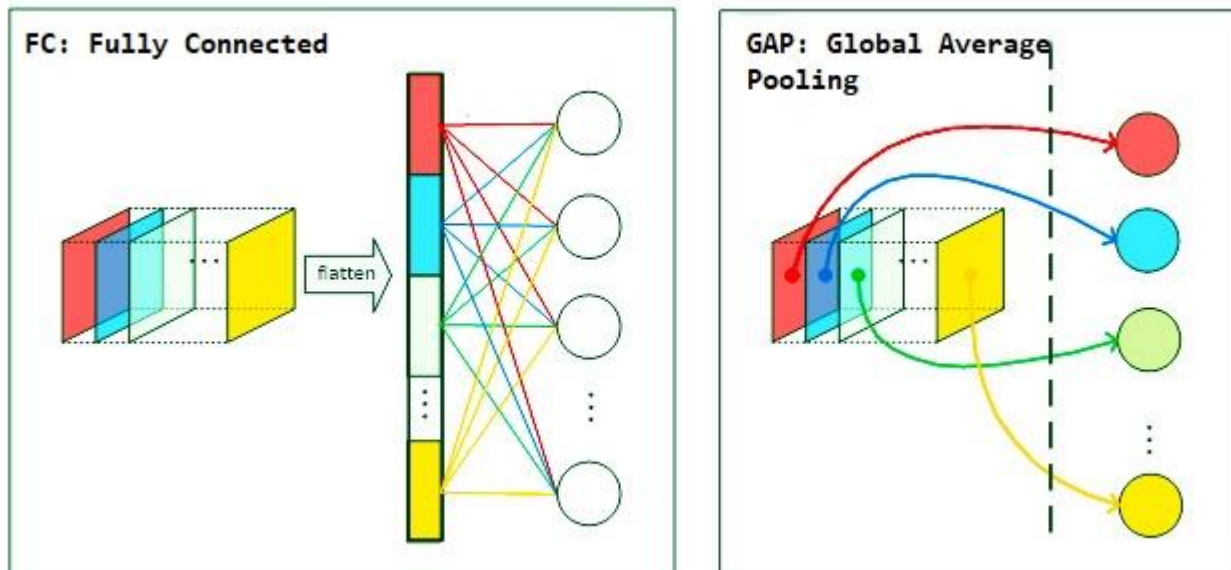 FC: Fully Connected
flatten
...
⋮
⋮
GAP: Global Average
Pooling
...
⋮